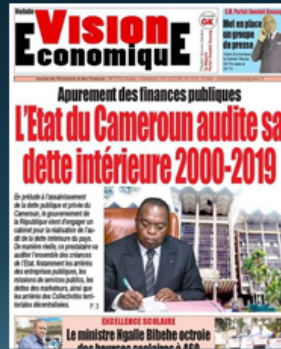 Hebdo
Vision
Economique
Met en place
un groupe
de presse
Apurement des finances publiques
L'Etat du Cameroun audite sa
dette intérieure 2000-2019
En prélude à l'assainissement
de la dette publique et privée du
Cameroun, le gouvernement de
la République vient d'engager un
cabinet pour la réalisation de l'au-
dit de la dette intérieure du pays.
De manière réelle, ce prestataire va
auditer l'ensemble des créances
de l'Etat. Notamment les arriérés
des entreprises publiques, les
missions de services publics, les
dettes des marketeurs, ainsi que
les arriérés des Collectivités terri-
toriales décentralisées.
P. 3
EXCELLENCE SCOLAIRE
Le ministre Ngalle Bibehe octroie
des bourses scolaires à